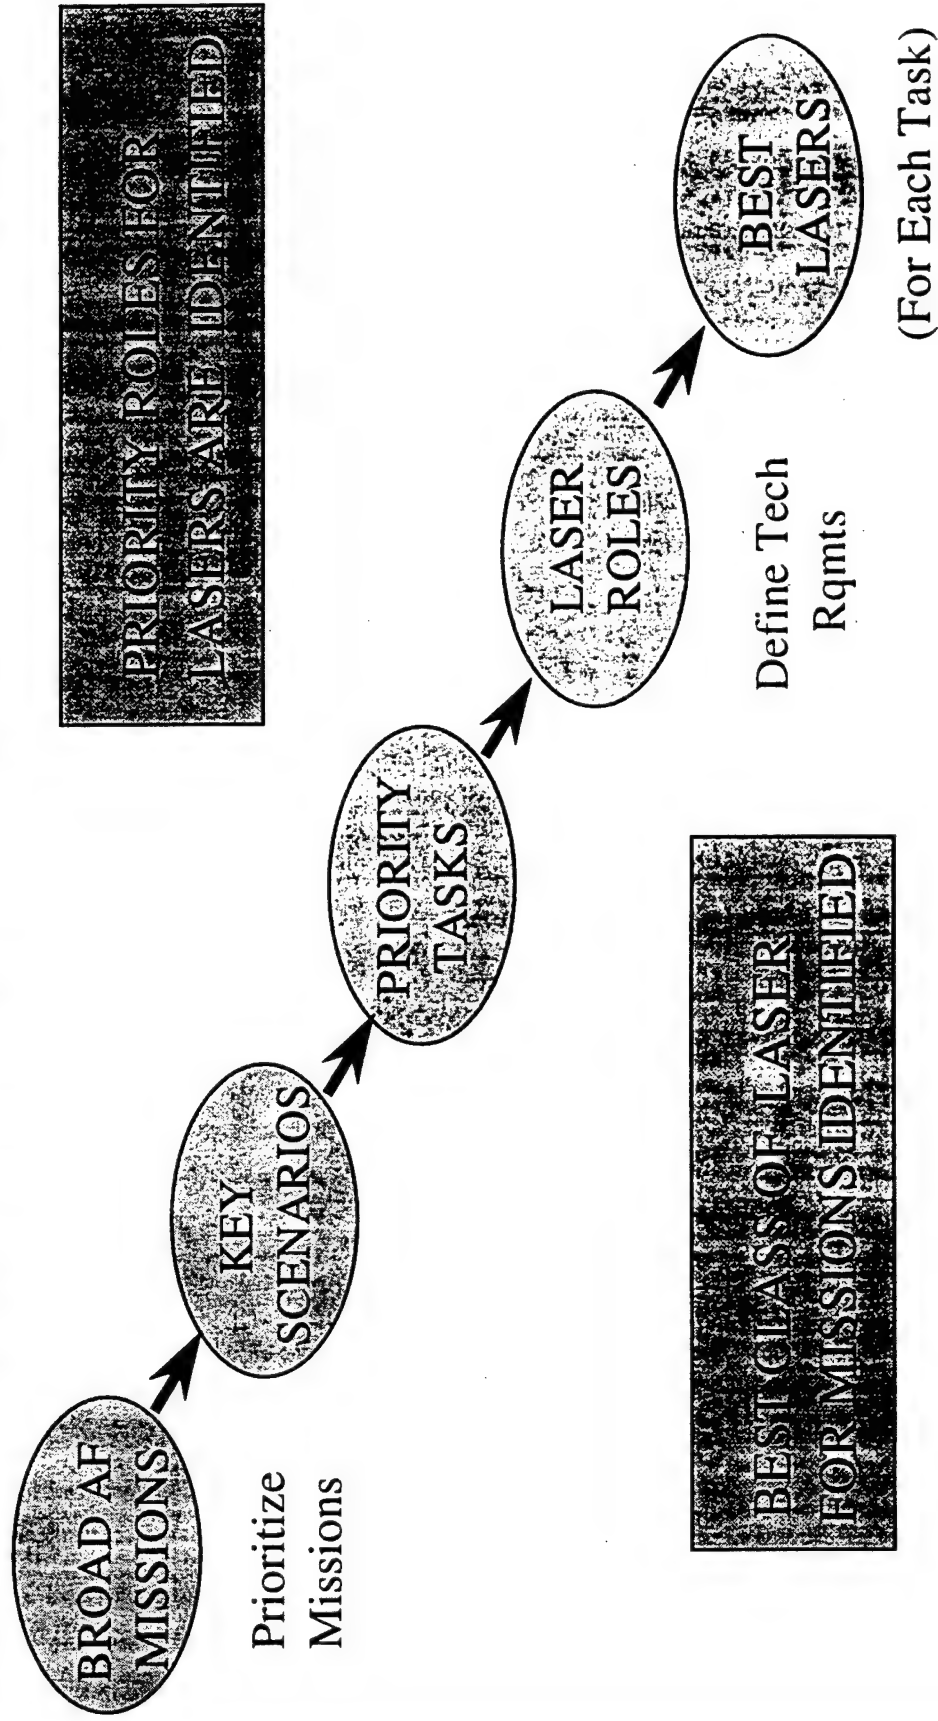 PRIORITY ROLES FOR
LASERS ARE IDENTIFIED
BROAD AF
MISSIONS
Prioritize
Missions
KEY
SCENARIOS
PRIORITY
TASKS
LASER
ROLES
Define Tech
Rqmts
BEST
LASERS
(For Each Task)
BEST CLASS OF LASER
FOR MISSIONS IDENTIFIED